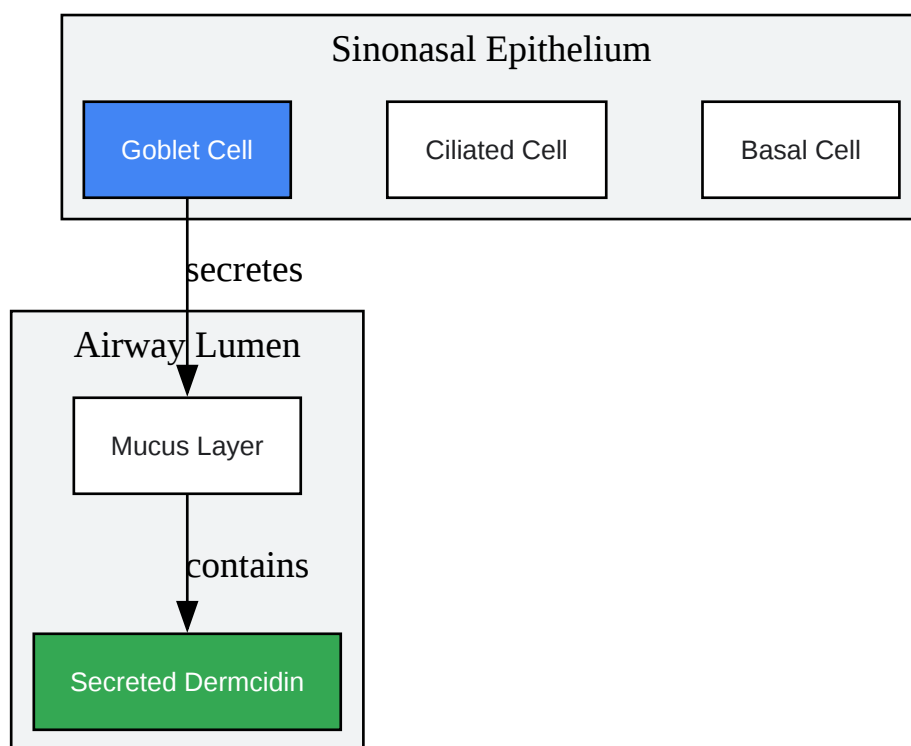 Sinonasal Epithelium
Goblet Cell
Ciliated Cell
Basal Cell
secretes
Airway Lumen
Mucus Layer
contains
Secreted Dermcidin